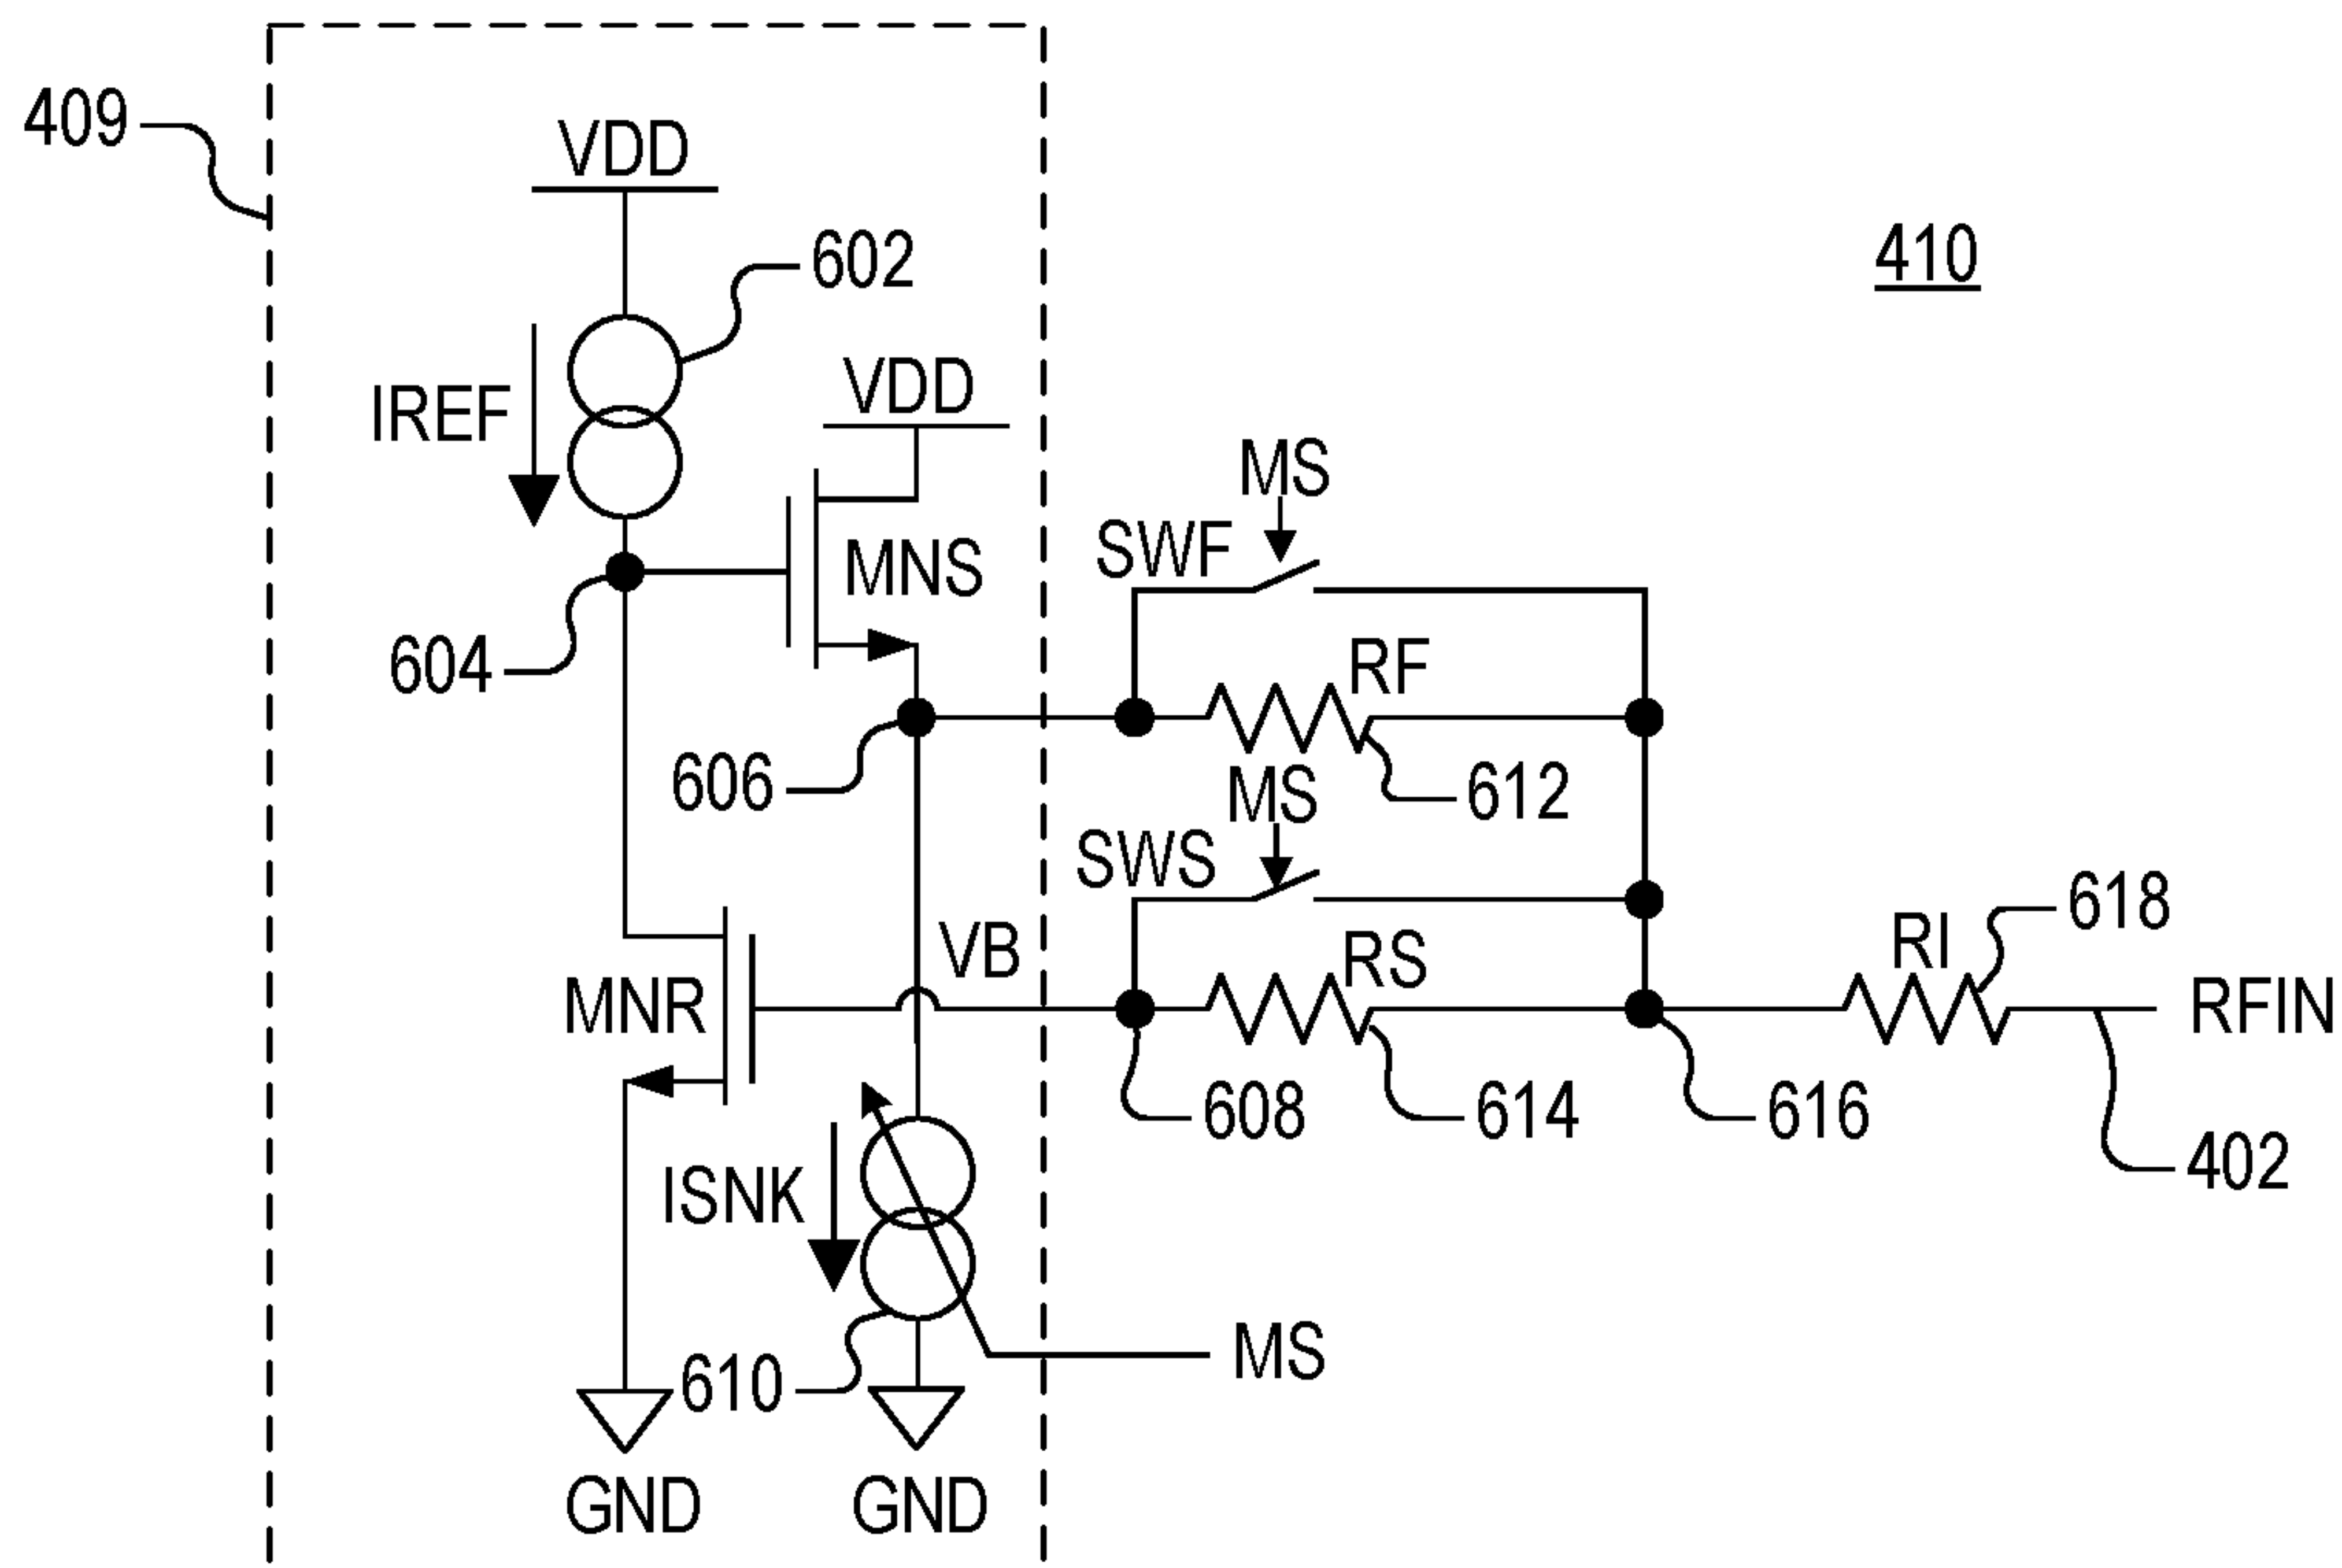 409
VDD
602
410
IREF
VDD
MS
SWF
MNS
604
RF
606
612
MS
SWS
618
VB
RS
RI
MNR
RFIN
608
614
616
ISNK
402
610
MS
GND
GND